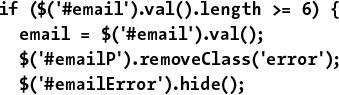 if ($('#email').val().length >= 6) {
  email = $('#email').val();
  $('#emailP').removeClass('error');
  $('#emailError').hide();